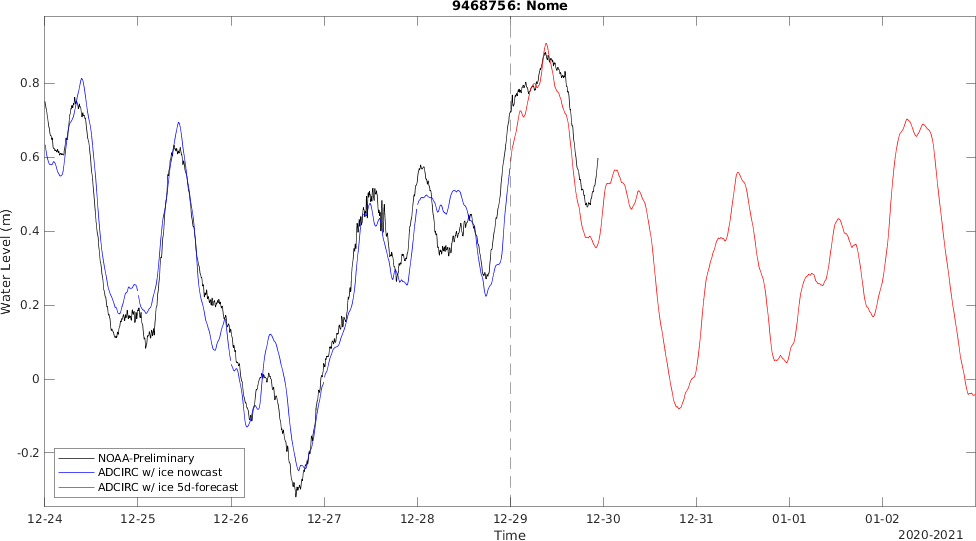 9468756: Nome
Water Level (m)
0.8
0.6
0.4
0.2
0
-0.2
NOAA-Preliminary
ADCIRC w/ ice nowcast
ADCIRC w/ ice 5d-forecast
12-24 12-25 12-26 12-27 12-28 12-29 12-30 12-31 01-01 01-02
Time
2020-2021